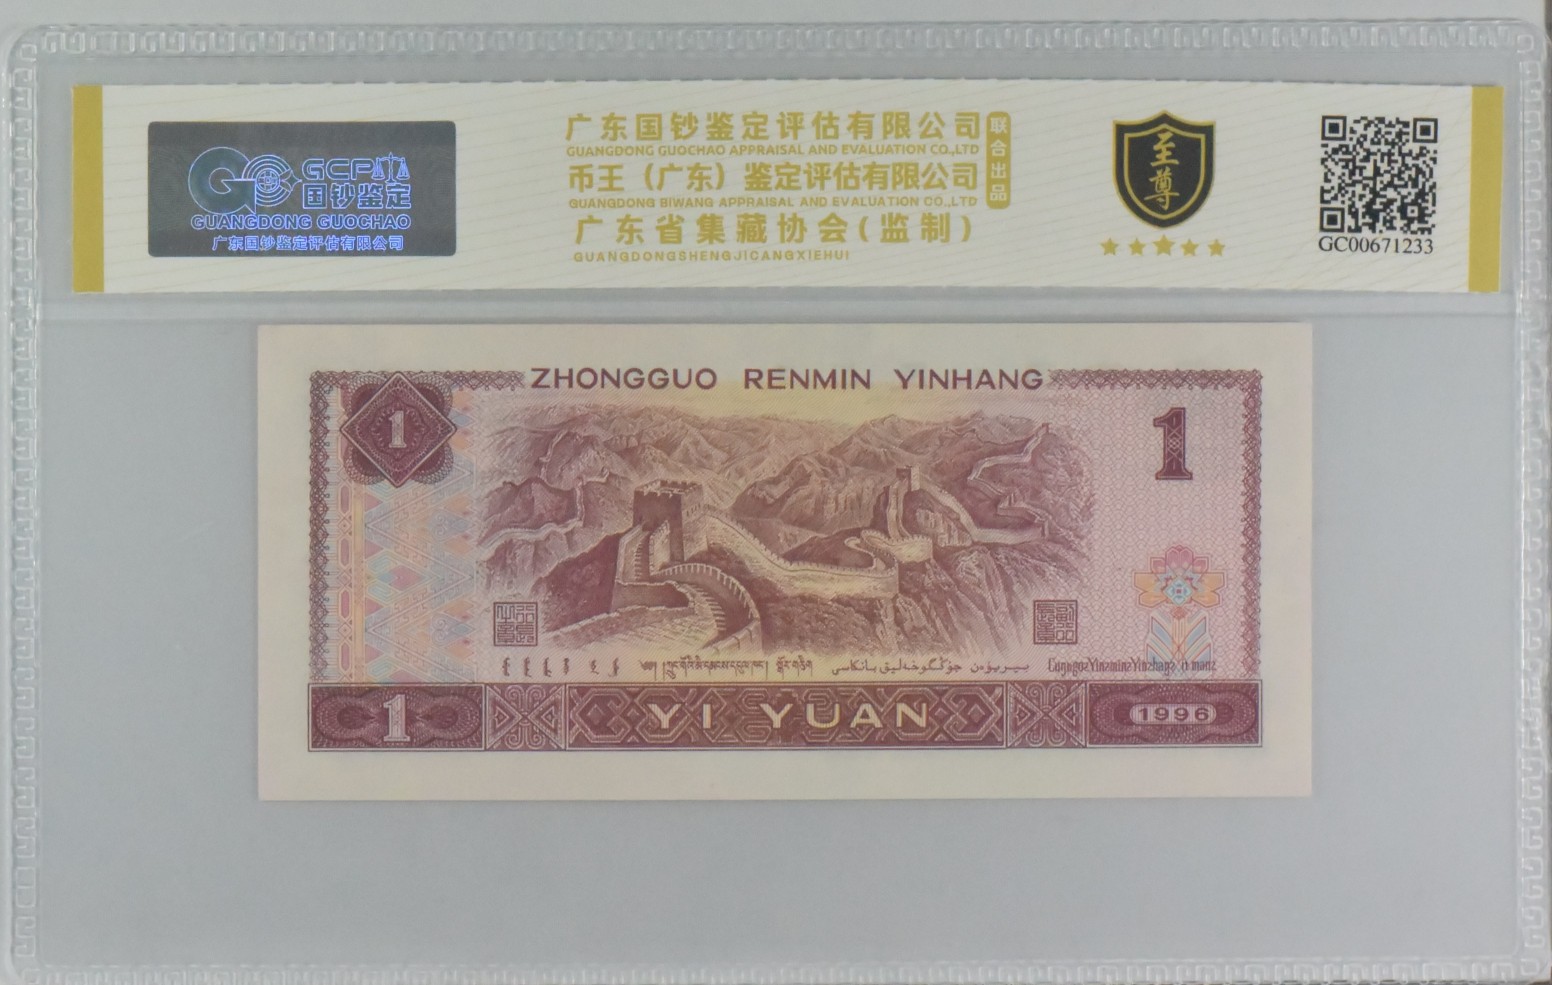 GCP
国钞鉴定
GUANGDONG GUOCHAO
广东国钞鉴定评估有限公司
广东国钞鉴定评估有限公司
GUANGDONG GUOCHAO APPRAISAL AND EVALUATION CO.,LTD
币王（广东）鉴定评估有限公司
GUANGDONG BIWANG APPRAISAL AND EVALUATION CO.,LTD
广东省集藏协会(监制)
GUANGDONGSHENGJICANGXIEHUI
联合出品
至尊
GC00671233
ZHONGGUO RENMIN YINHANG
1
1
1
YI YUAN
1996